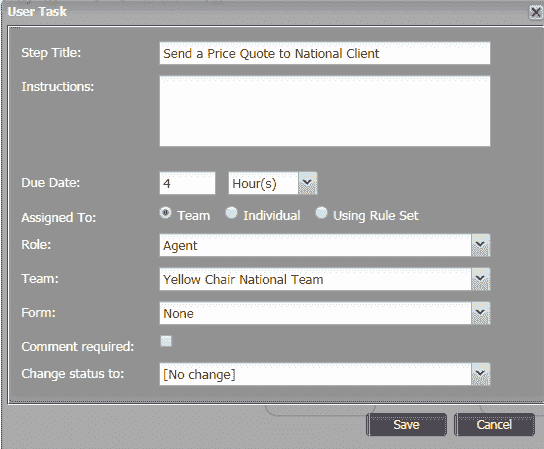 User Task
Step Title: Send a Price Quote to National Client
Instructions:
Due Date: 4 Hour(s)
Assigned To: Team Individual Using Rule Set
Role: Agent
Team: Yellow Chair National Team
Form: None
Comment required:
Change status to: [No change]
Save Cancel